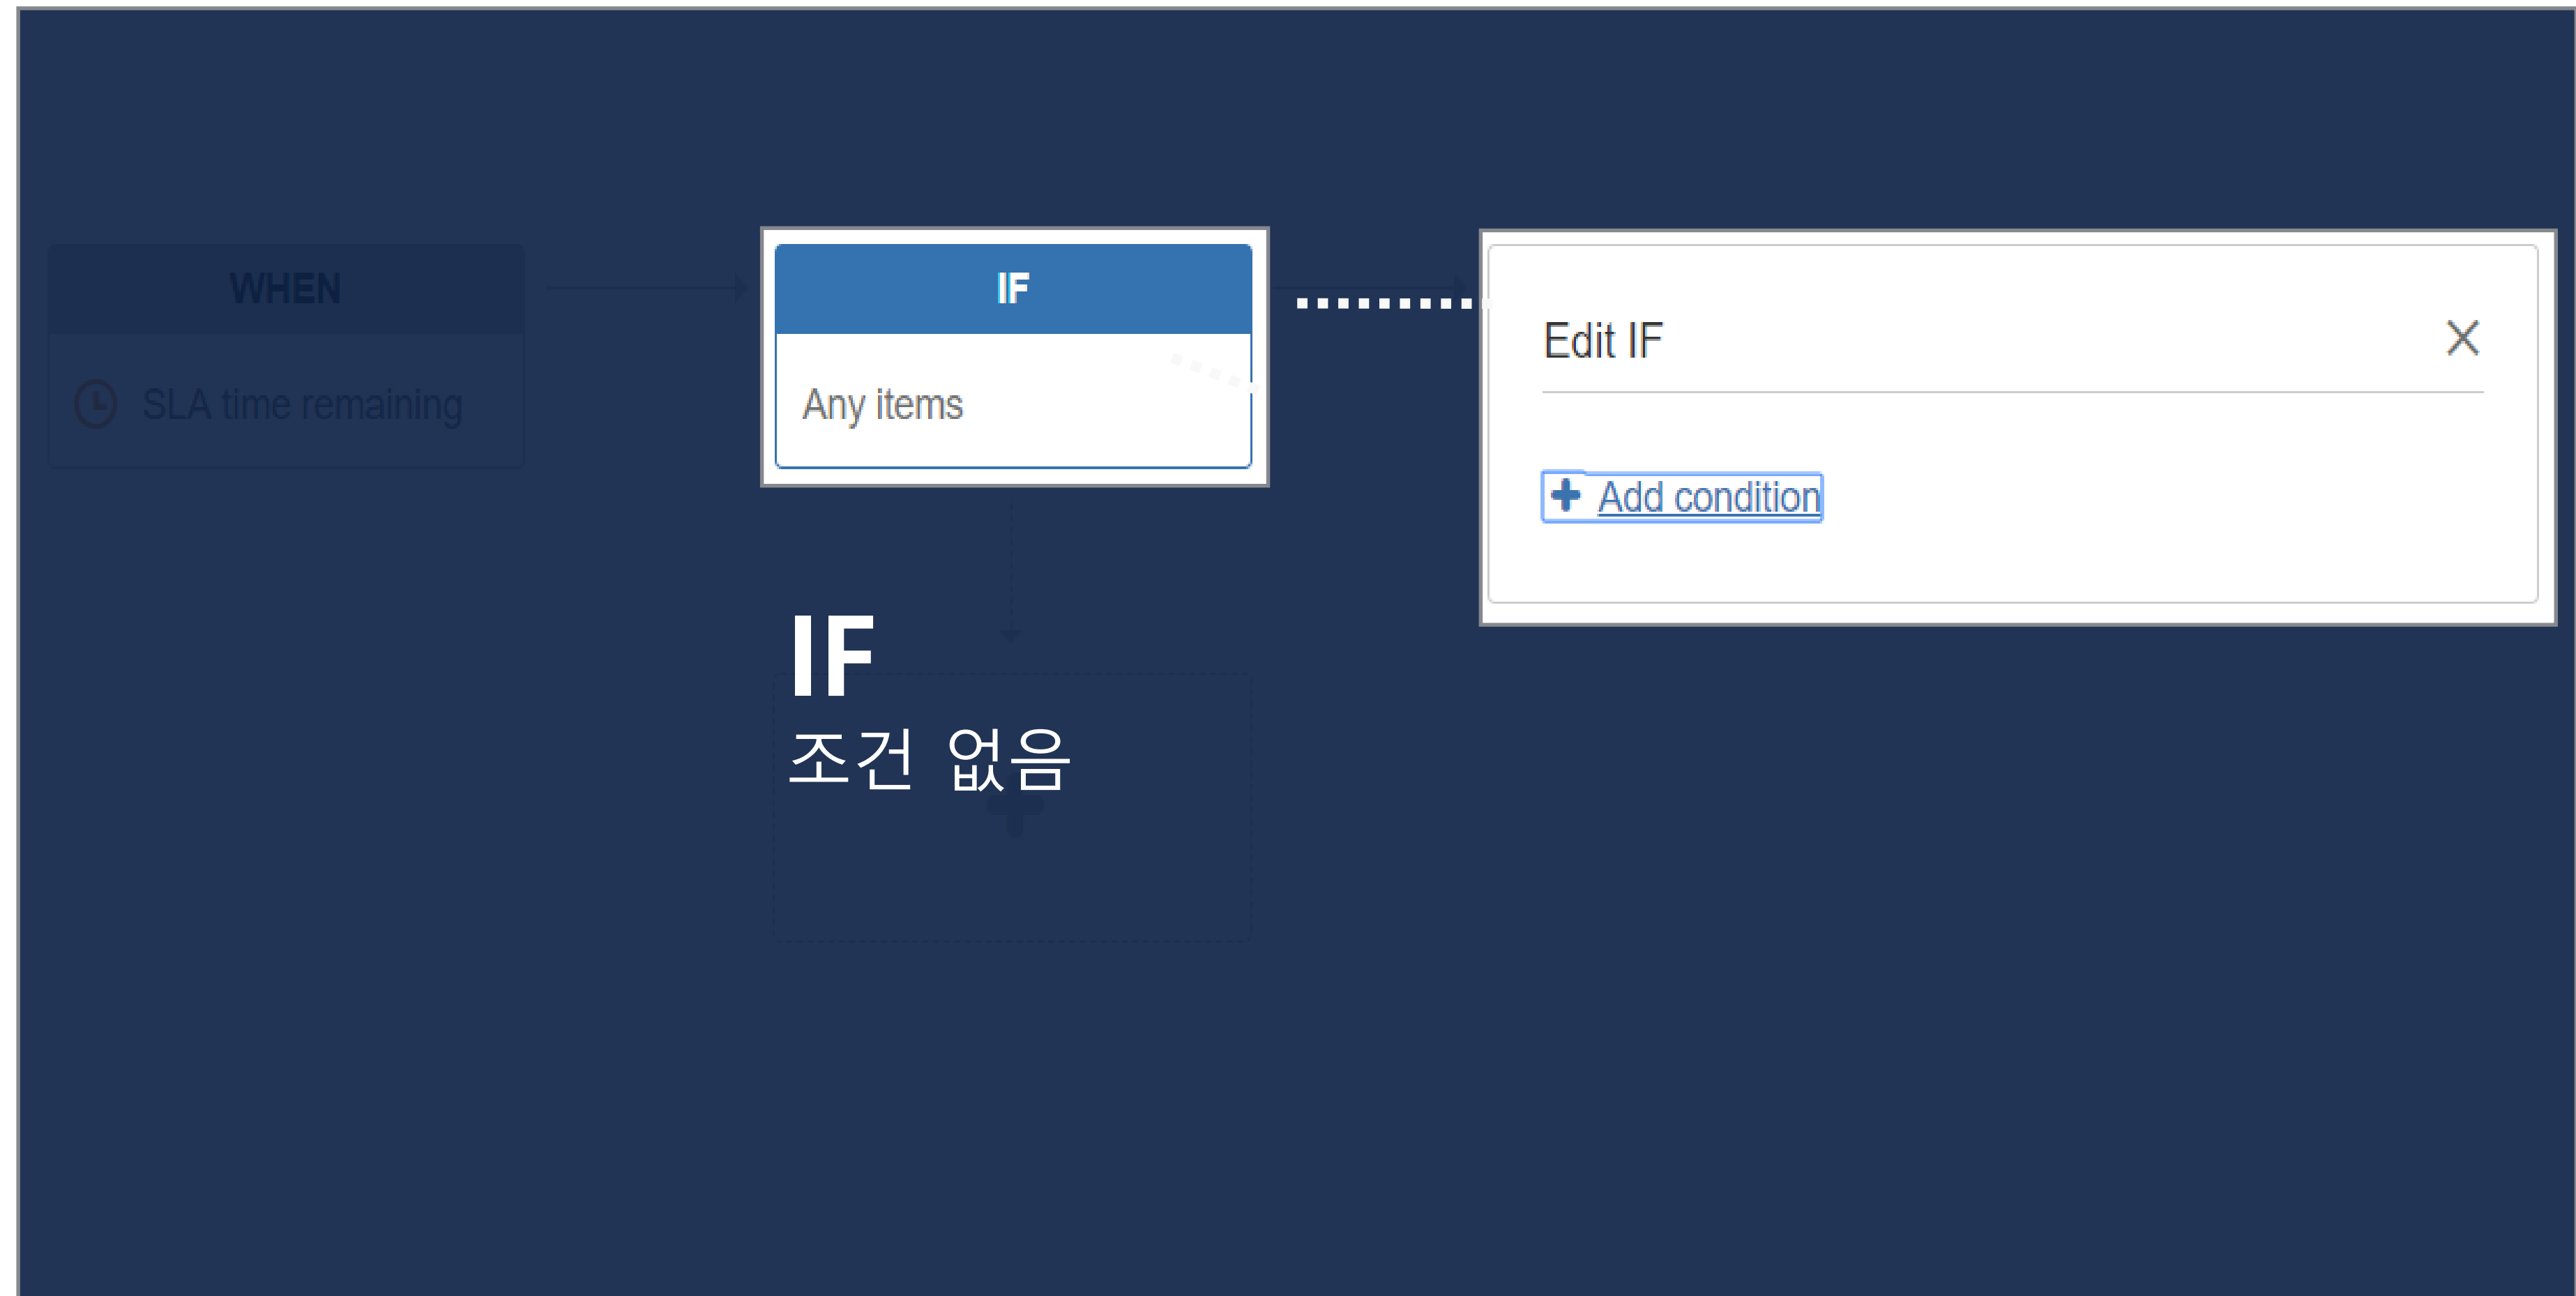 WHEN
SLA time remaining
IF
Any items
Edit IF
Add condition
IF
조건 없음